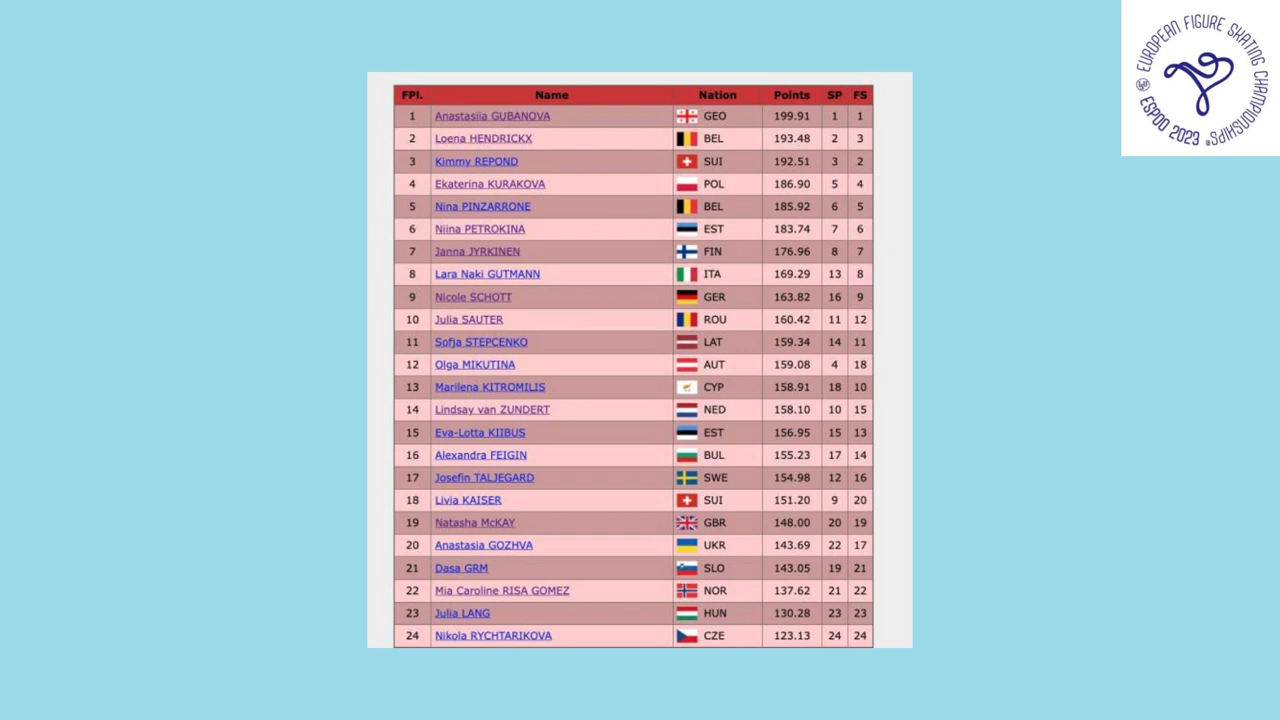 EUROPEAN FIGURE SKATING CHAMPIONSHIPS®
ESPOO 2023
FPl. Name Nation Points SP FS
1 Anastasiia GUBANOVA GEO 199.91 1 1
2 Loena HENDRICKX BEL 193.48 2 3
3 Kimmy REPOND SUI 192.51 3 2
4 Ekaterina KURAKOVA POL 186.90 5 4
5 Nina PINZARRONE BEL 185.92 6 5
6 Niina PETROKINA EST 183.74 7 6
7 Janna JYRKINEN FIN 176.96 8 7
8 Lara Naki GUTMANN ITA 169.29 13 8
9 Nicole SCHOTT GER 163.82 16 9
10 Julia SAUTER ROU 160.42 11 12
11 Sofja STEPCENKO LAT 159.34 14 11
12 Olga MIKUTINA AUT 159.08 4 18
13 Marilena KITROMILIS CYP 158.91 18 10
14 Lindsay van ZUNDERT NED 158.10 10 15
15 Eva-Lotta KIIBUS EST 156.95 15 13
16 Alexandra FEIGIN BUL 155.23 17 14
17 Josefin TALJEGARD SWE 154.98 12 16
18 Livia KAISER SUI 151.20 9 20
19 Natasha McKAY GBR 148.00 20 19
20 Anastasia GOZHVA UKR 143.69 22 17
21 Dasa GRM SLO 143.05 19 21
22 Mia Caroline RISA GOMEZ NOR 137.62 21 22
23 Julia LANG HUN 130.28 23 23
24 Nikola RYCHTARIKOVA CZE 123.13 24 24